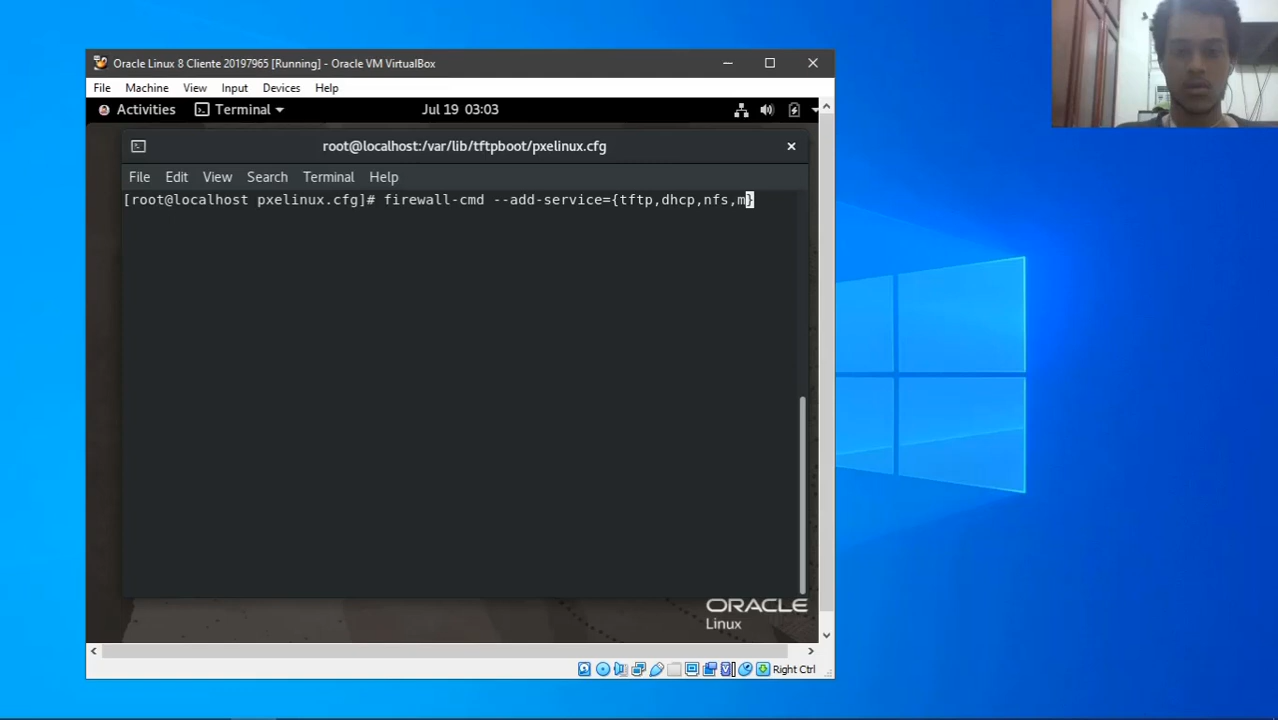 Oracle Linux 8 Cliente 20197965 [Running] - Oracle VM VirtualBox
File Machine View Input Devices Help
Activities Terminal Jul 19 03:03
root@localhost:/var/lib/tftpboot/pxelinux.cfg
File Edit View Search Terminal Help
[root@localhost pxelinux.cfg]# firewall-cmd --add-service={tftp,dhcp,nfs,m}
ORACLE
Linux
Right Ctrl